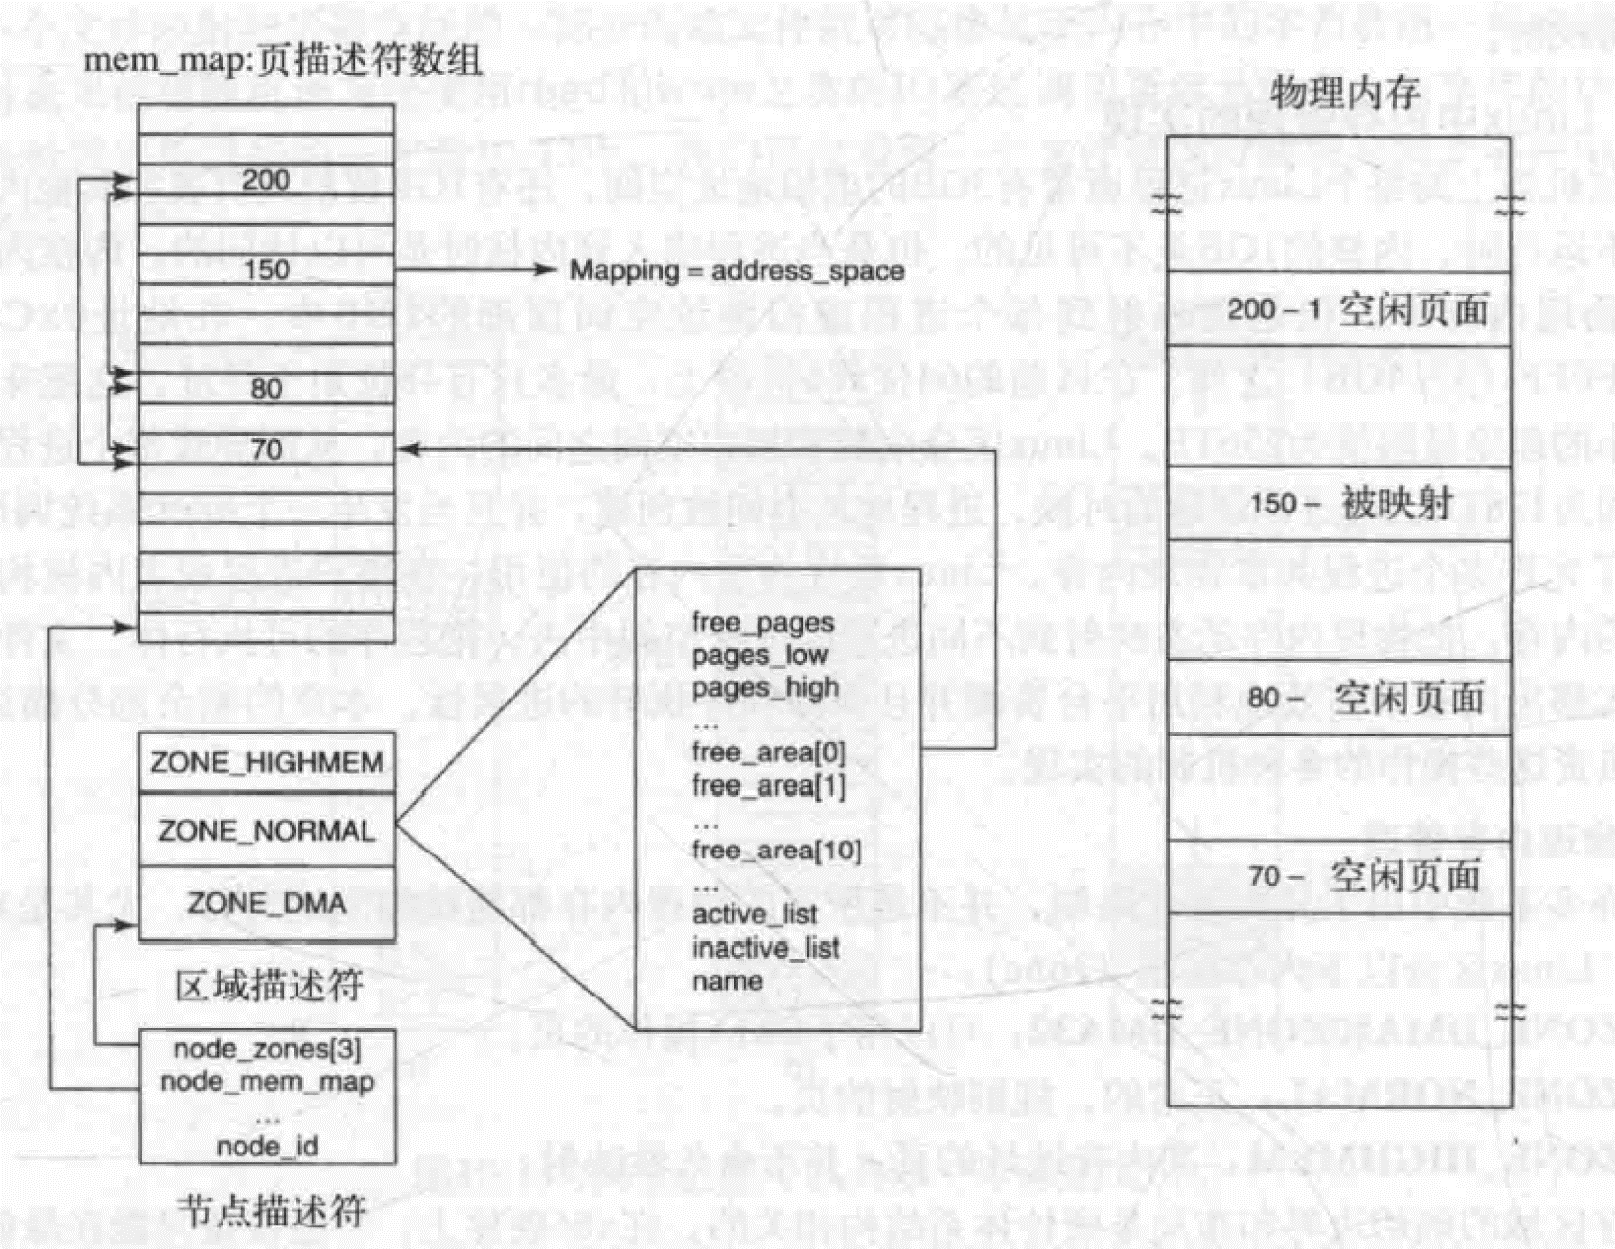 mem_map:页描述符数组
200
150
Mapping = address_space
80
70
ZONE_HIGHMEM
ZONE_NORMAL
ZONE_DMA
区域描述符
node_zones[3]
node_mem_map
...
node_id
节点描述符
free_pages
pages_low
pages_high
...
free_area[0]
free_area[1]
...
free_area[10]
...
active_list
inactive_list
name
物理内存
200 – 1 空闲页面
150 – 被映射
80 – 空闲页面
70 – 空闲页面